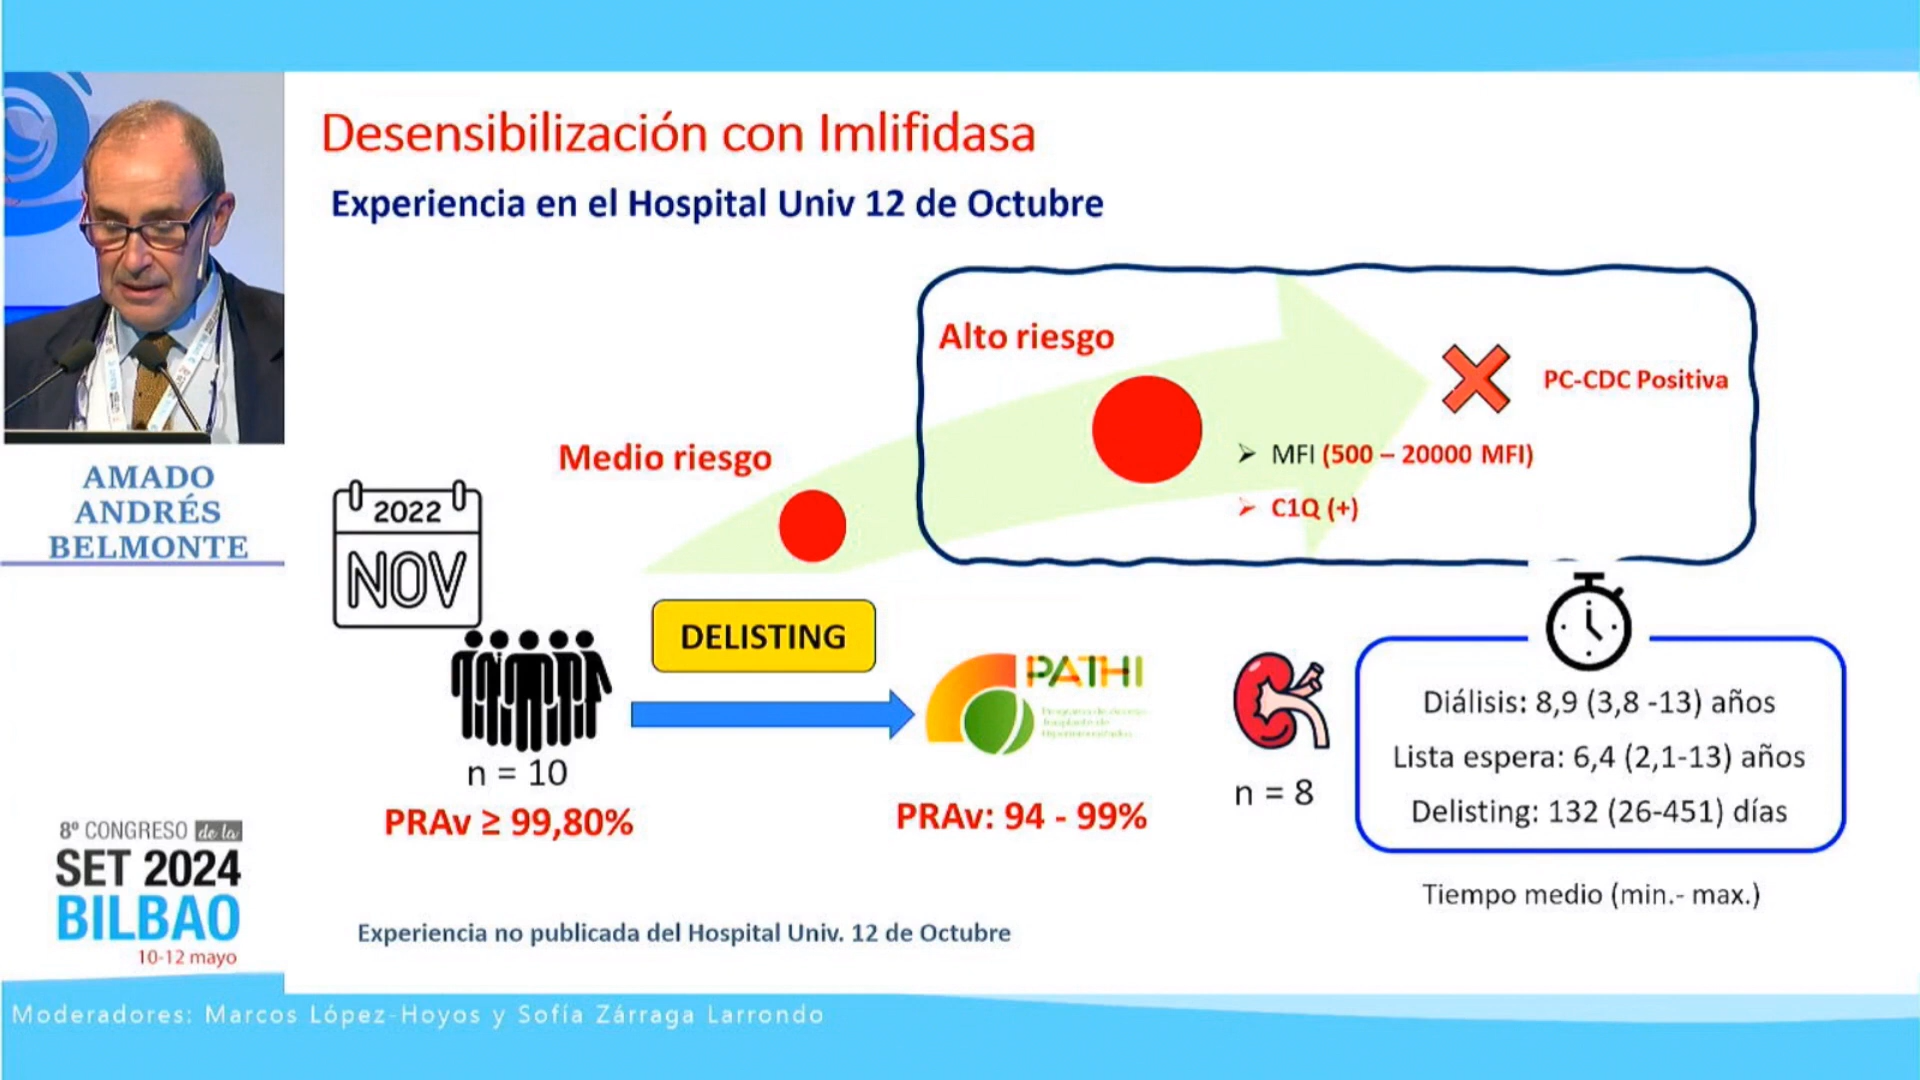 Desensibilización con Imlifidasa
Experiencia en el Hospital Univ 12 de Octubre
Alto riesgo
PC-CDC Positiva
MFI (500 – 20000 MFI)
C1Q (+)
Medio riesgo
2022
NOV
DELISTING
PATHI
n = 10
PRAv ≥ 99,80%
PRAv: 94 - 99%
n = 8
Diálisis: 8,9 (3,8 -13) años
Lista espera: 6,4 (2,1-13) años
Delisting: 132 (26-451) días
Tiempo medio (min.- max.)
Experiencia no publicada del Hospital Univ. 12 de Octubre
AMADO
ANDRÉS
BELMONTE
8º CONGRESO de la
SET 2024
BILBAO
10-12 mayo
Moderadores: Marcos López-Hoyos y Sofía Zárraga Larrondo